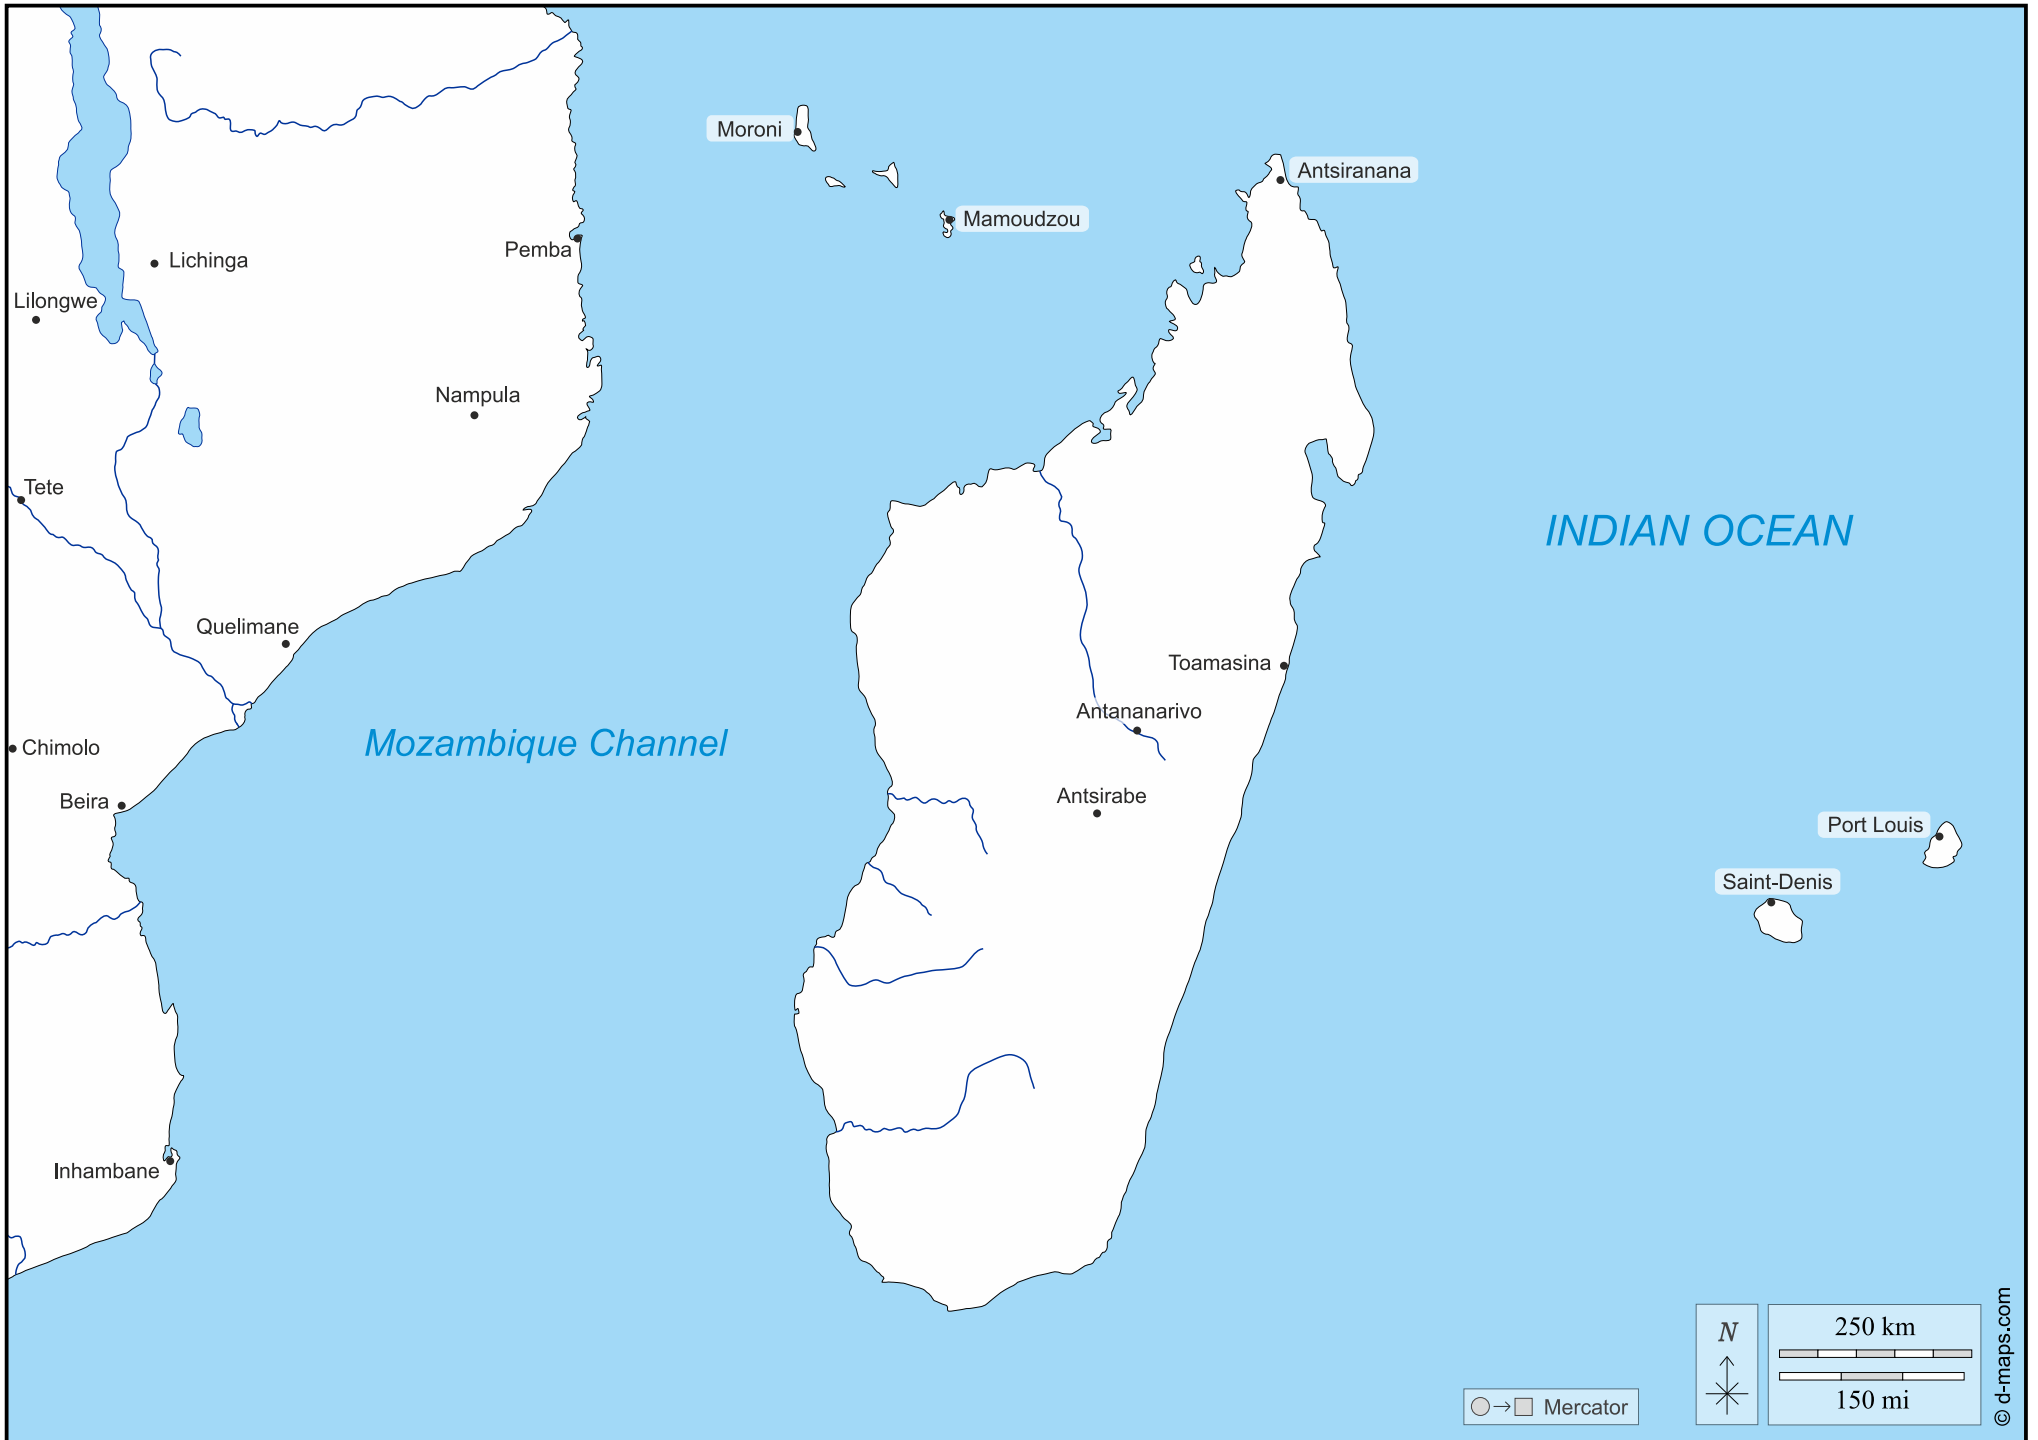 Moroni
Antsiranana
Mamoudzou
Pemba
Lichinga
Lilongwe
Nampula
Tete
INDIAN OCEAN
Quelimane
Toamasina
Antananarivo
Mozambique Channel
Chimolo
Antsirabe
Beira
Port Louis
Saint-Denis
Inhambane
N
250 km
150 mi
Mercator
© d-maps.com